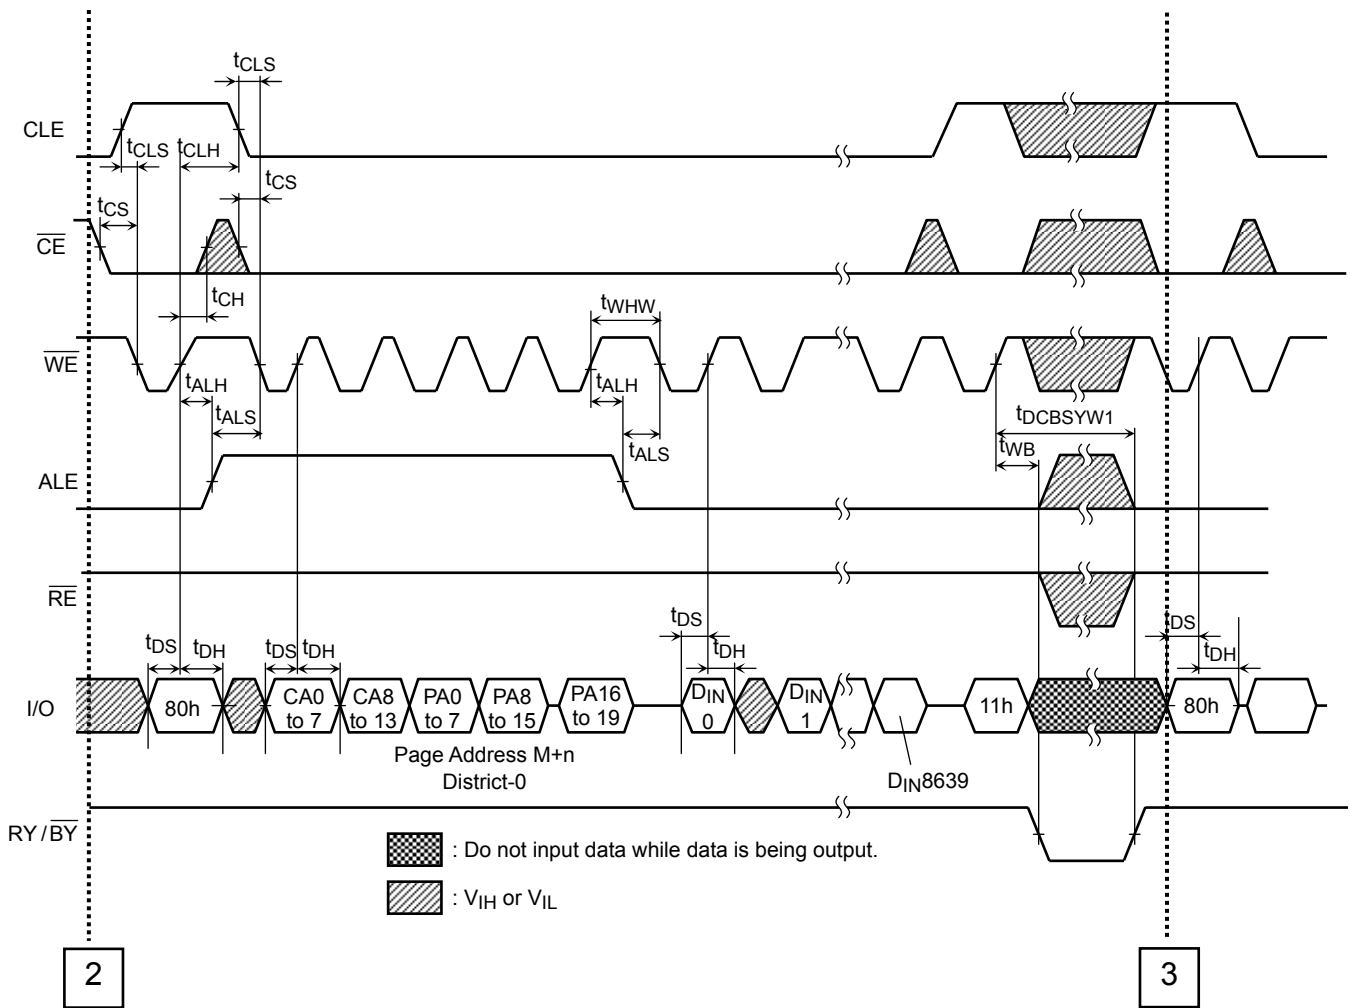 tCLS
CLE
tCLS
tCLH
tCS
tCS
CE
tCH
tWHW
WE
tALH
tALH
tALS
tDCBSYW1
tALS
tWB
ALE
RE
tDS
tDS
tDH
tDS
tDH
tDH
tDH
I/O
80h
CA0
to 7
CA8
to 13
PA0
to 7
PA8
to 15
PA16
to 19
DIN
0
DIN
1
11h
80h
Page Address M+n
District-0
DIN8639
RY/BY
: Do not input data while data is being output.
: VIH or VIL
2
3